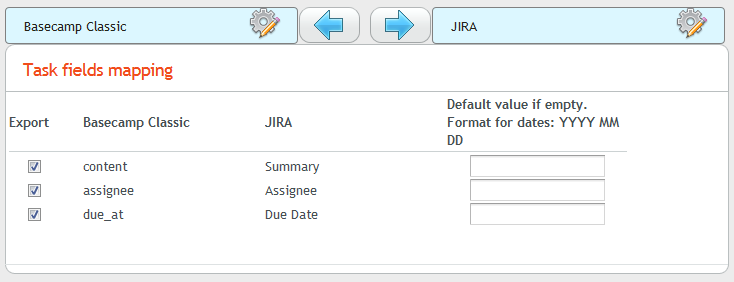 Basecamp Classic
JIRA
Task fields mapping
Export Basecamp Classic JIRA Default value if empty.
Format for dates: YYYY MM
DD
content Summary
assignee Assignee
due_at Due Date